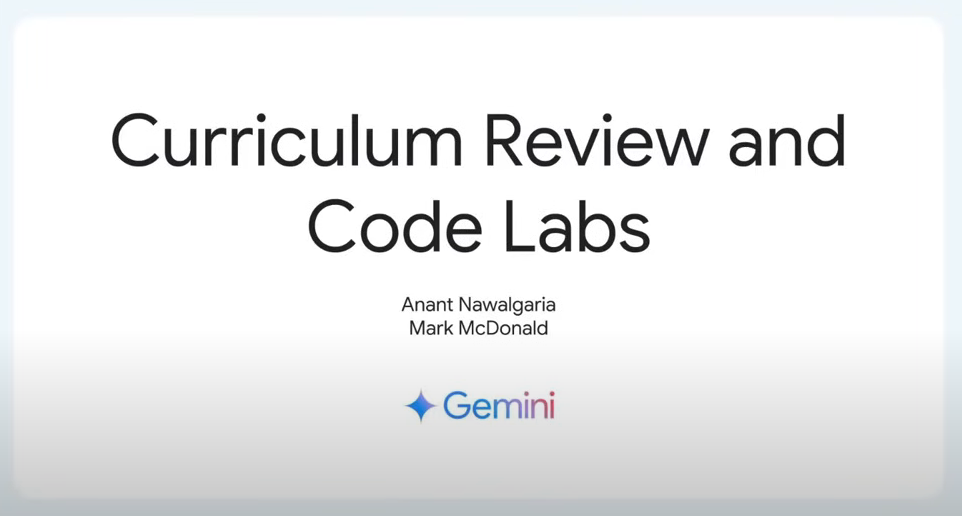 Curriculum Review and
Code Labs
Anant Nawalgaria
Mark McDonald
Gemini